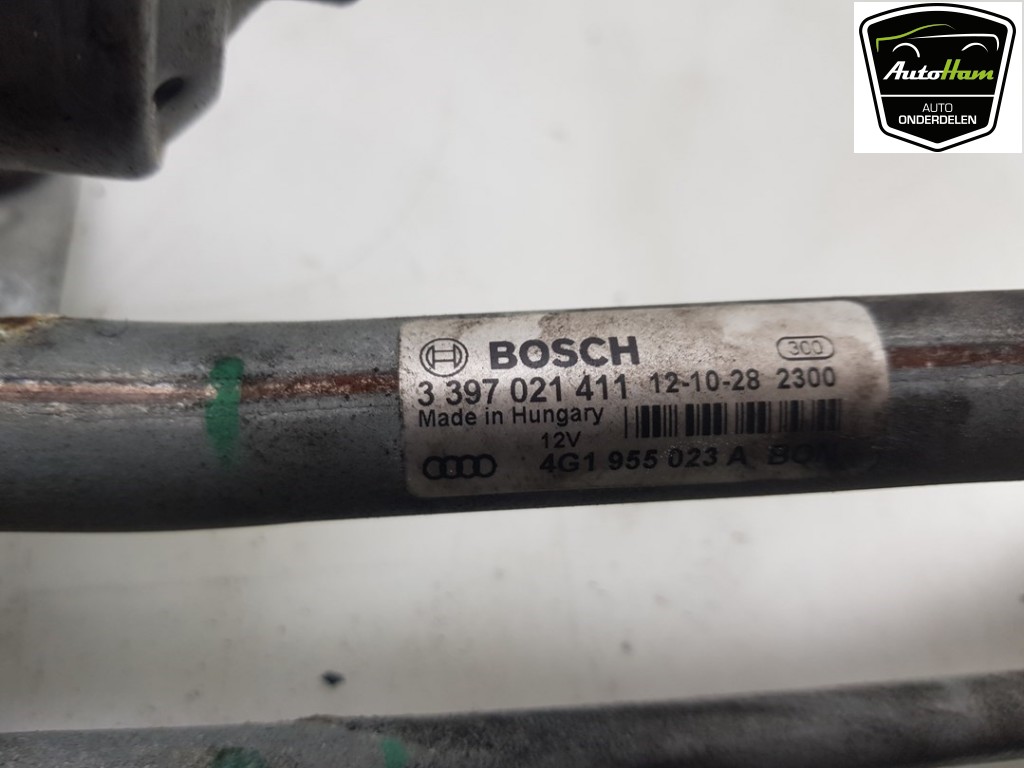 AutoHam
AUTO
ONDERDELEN
BOSCH 300
3 397 021 411 12-10-28 2300
Made in Hungary
12V
4G1 955 023 A